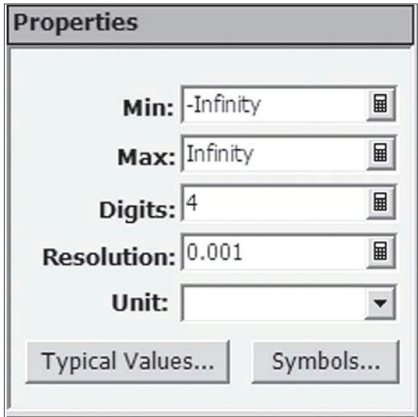 Properties
Min: -Infinity
Max: Infinity
Digits: 4
Resolution: 0.001
Unit:
Typical Values... Symbols...